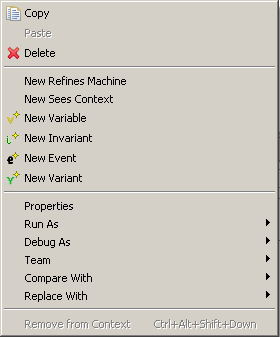 Copy
Paste
Delete
New Refines Machine
New Sees Context
New Variable
New Invariant
New Event
New Variant
Properties
Run As
Debug As
Team
Compare With
Replace With
Remove from Context Ctrl+Alt+Shift+Down